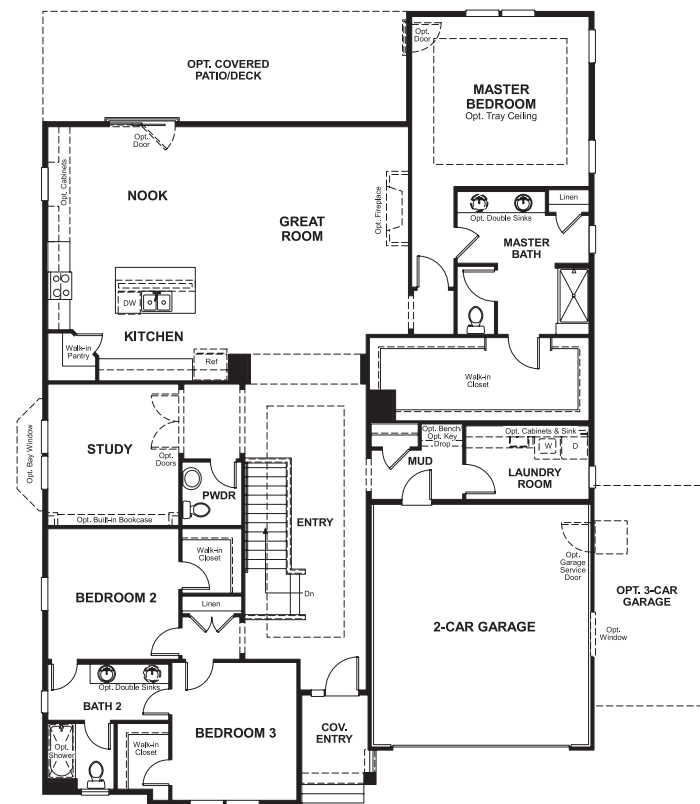 OPT. COVERED
PATIO/DECK
Opt.
Door
MASTER
BEDROOM
Opt. Tray Ceiling
Opt.
Door
Opt. Cabinets
NOOK
GREAT
ROOM
Opt. Fireplace
Linen
Opt. Double Sinks
MASTER
BATH
DW
KITCHEN
Walk-in
Pantry
Ref
Walk-in
Closet
Opt. Bay Window
STUDY
Opt.
Doors
Opt. Built-in Bookcase
PWDR
ENTRY
Dn
Opt. Bench/
Opt. Key
Drop
MUD
Opt. Cabinets & Sink
W
D
LAUNDRY
ROOM
BEDROOM 2
Walk-in
Closet
Linen
2-CAR GARAGE
Opt.
Garage
Service
Door
OPT. 3-CAR
GARAGE
Opt.
Window
Opt. Double Sinks
BATH 2
Opt.
Shower
Walk-in
Closet
BEDROOM 3
COV.
ENTRY